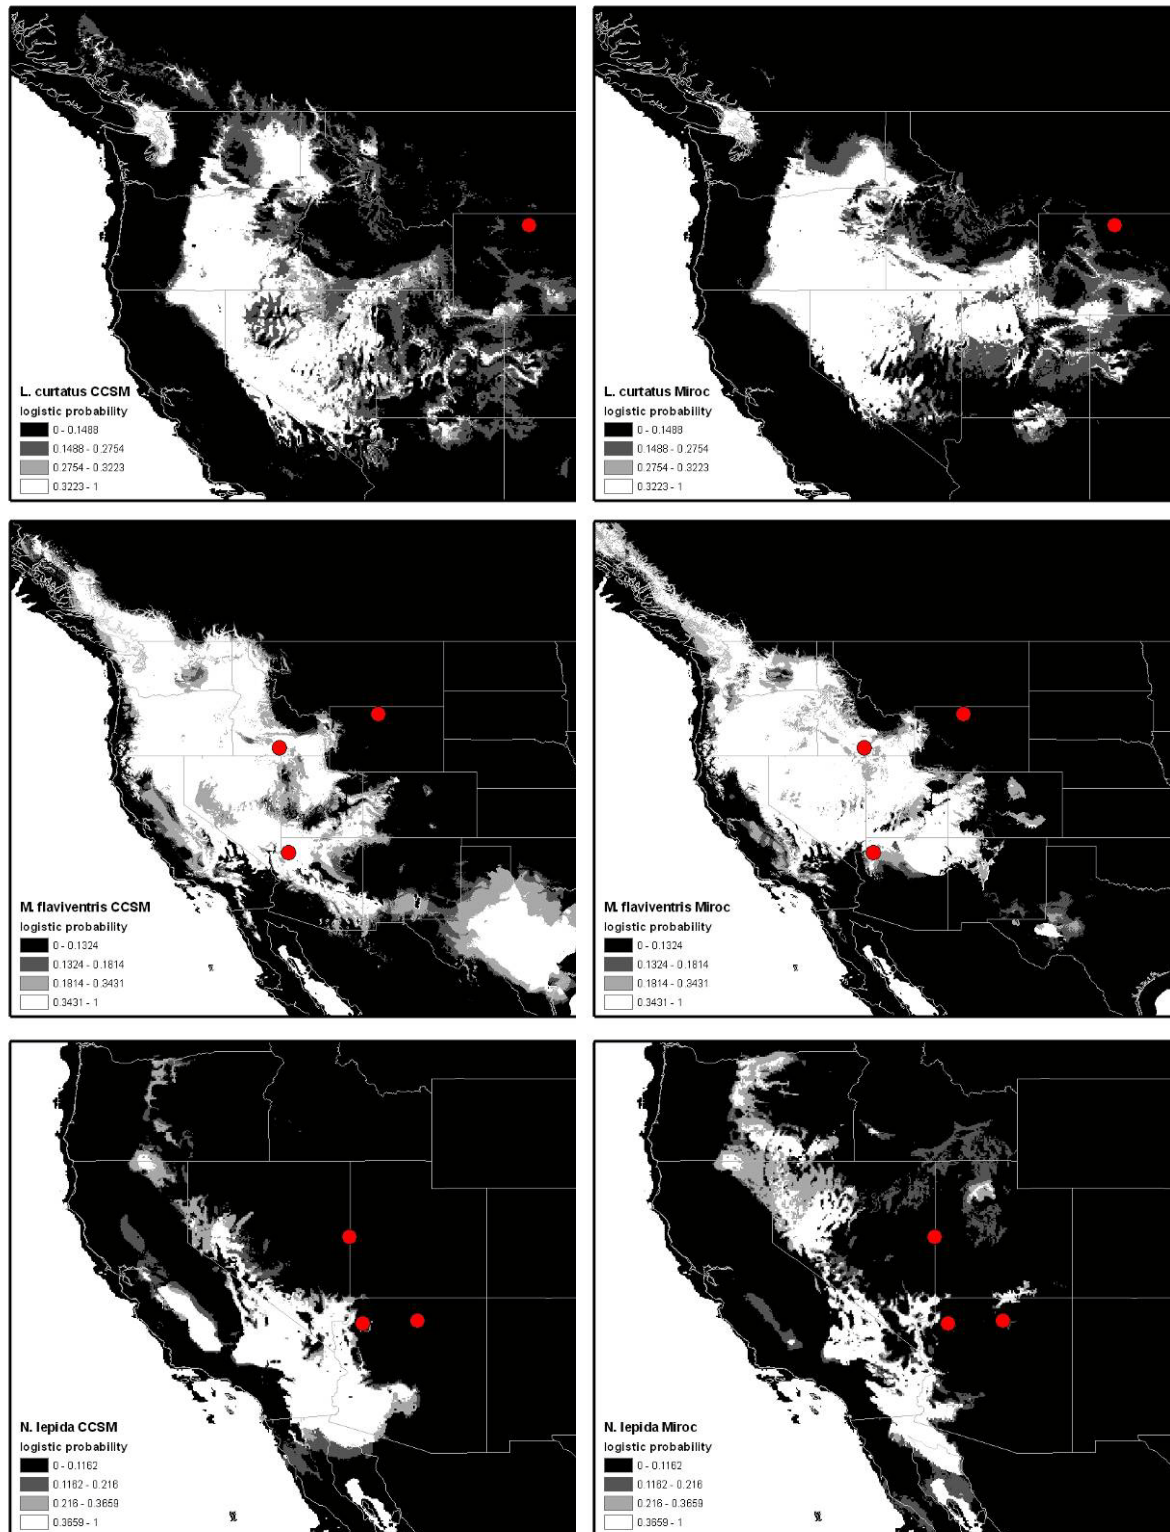 L. curtatus CCSM
logistic probability
0 - 0.1488
0.1488 - 0.2754
0.2754 - 0.3223
0.3223 - 1
L. curtatus Miroc
logistic probability
0 - 0.1488
0.1488 - 0.2754
0.2754 - 0.3223
0.3223 - 1
M. flaviventris CCSM
logistic probability
0 - 0.1324
0.1324 - 0.1814
0.1814 - 0.3431
0.3431 - 1
M. flaviventris Miroc
logistic probability
0 - 0.1324
0.1324 - 0.1814
0.1814 - 0.3431
0.3431 - 1
N. lepida CCSM
logistic probability
0 - 0.1162
0.1162 - 0.216
0.216 - 0.3659
0.3659 - 1
N. lepida Miroc
logistic probability
0 - 0.1162
0.1162 - 0.216
0.216 - 0.3659
0.3659 - 1